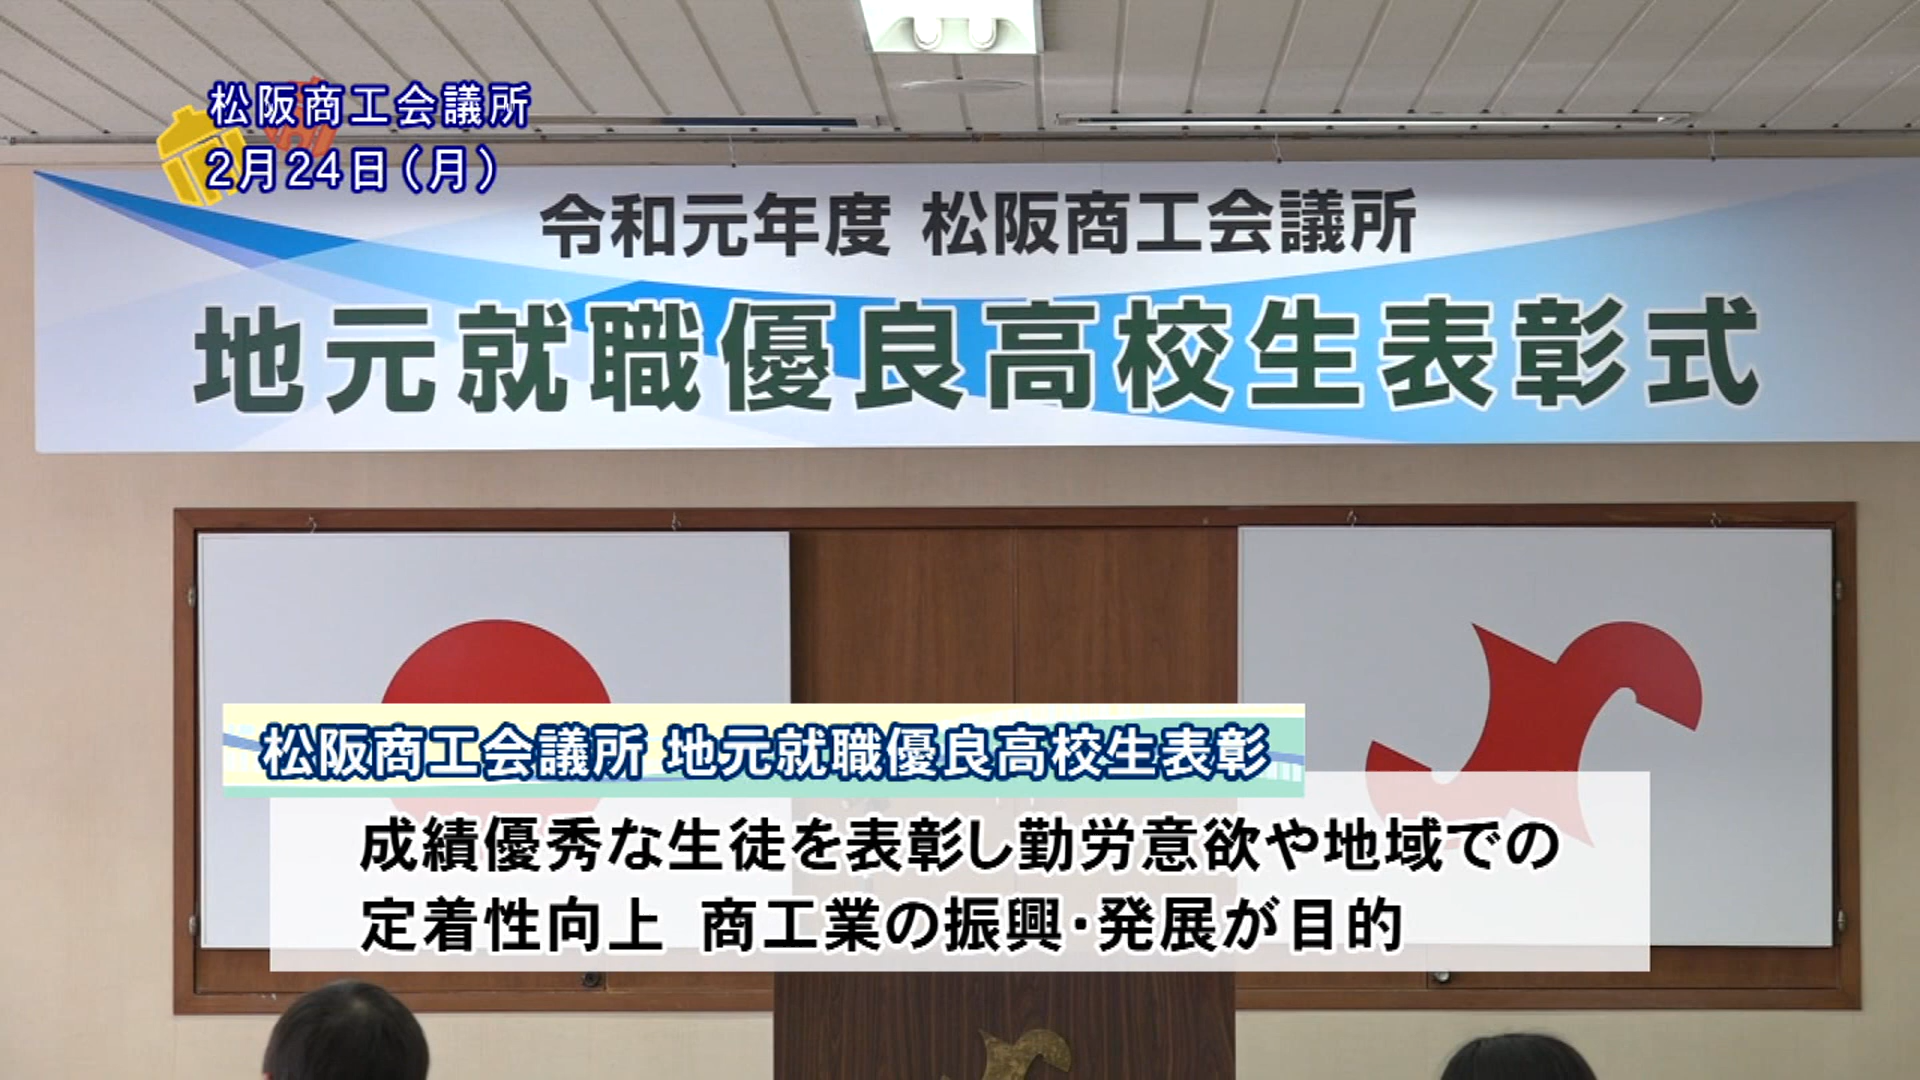 松阪商工会議所
2月24日(月)
令和元年度 松阪商工会議所
地元就職優良高校生表彰式
松阪商工会議所 地元就職優良高校生表彰
成績優秀な生徒を表彰し勤労意欲や地域での
定着性向上 商工業の振興・発展が目的